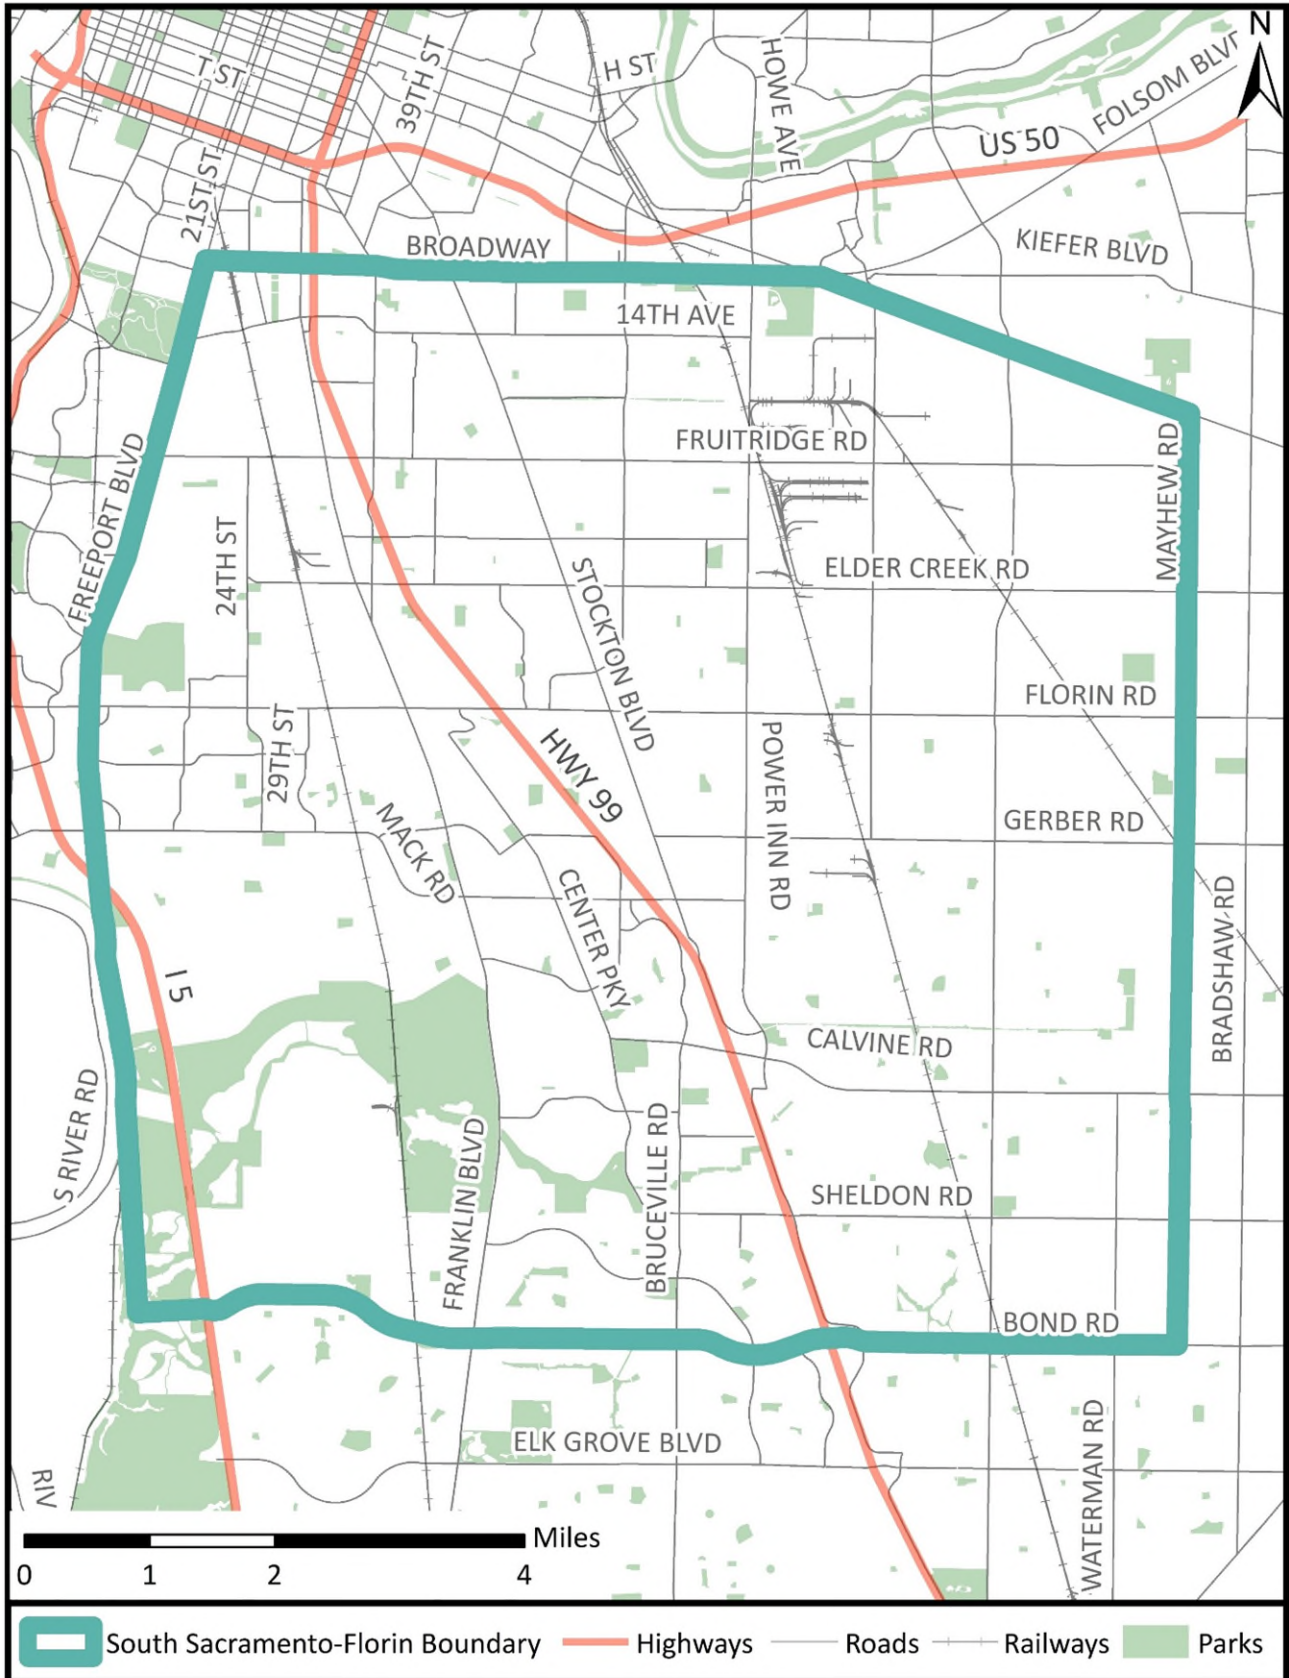 N
T ST
39TH ST
H ST
HOWE AVE
FOLSOM BLV
US 50
21ST ST
BROADWAY
KIEFER BLVD
14TH AVE
FRUITRIDGE RD
MAYHEW RD
FREEPORT BLVD
24TH ST
STOCKTON BLVD
ELDER CREEK RD
FLORIN RD
29TH ST
HWY 99
POWER INN RD
MACK RD
GERBER RD
CENTER PKY
BRADSHAW RD
I 5
CALVINE RD
S RIVER RD
FRANKLIN BLVD
BRUCEVILLE RD
SHELDON RD
BOND RD
ELK GROVE BLVD
WATERMAN RD
RIV
Miles
0 1 2 4
South Sacramento-Florin Boundary Highways Roads Railways Parks